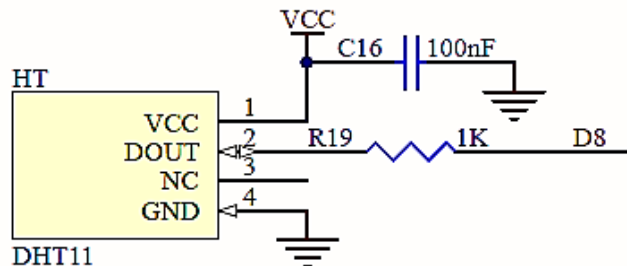 VCC
C16 100nF
HT
VCC 1
DOUT 2 R19 1K D8
NC 3
GND 4
DHT11